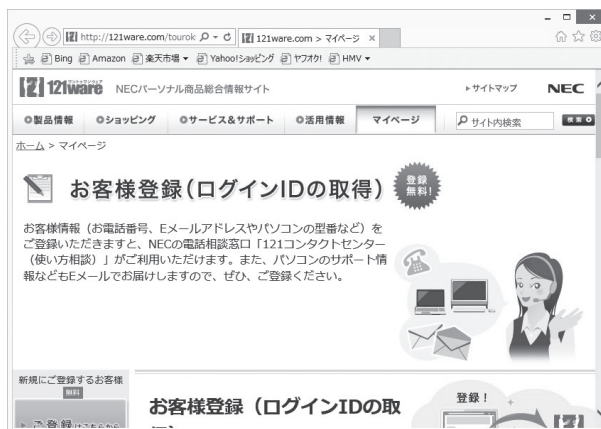 http://121ware.com/tourok
121ware.com > マイページ ×
Bing Amazon 楽天市場 ▼ Yahoo!ショッピング ヤフオク! HMV ▼
121ware NECパーソナル商品総合情報サイト
サイトマップ NEC
製品情報 ショッピング サービス&サポート 活用情報 マイページ サイト内検索 検索
ホーム > マイページ
お客様登録(ログインIDの取得)
登録
無料!
お客様情報(お電話番号、Eメールアドレスやパソコンの型番など)を
ご登録いただきますと、NECの電話相談窓口「121コンタクトセンター
(使い方相談)」がご利用いただけます。また、パソコンのサポート情
報などもEメールでお届けしますので、ぜひ、ご登録ください。
新規にご登録するお客様
無料
ご登録はこちらから
お客様登録(ログインIDの取
登録!